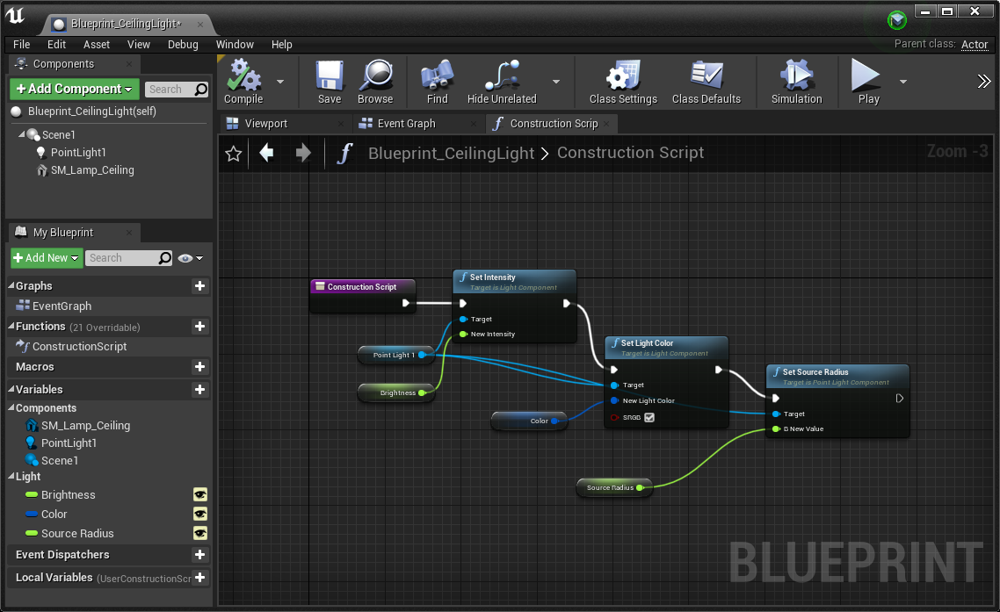 Blueprint_CeilingLight*
File Edit Asset View Debug Window Help
Parent class: Actor
Components
+ Add Component
Search
Blueprint_CeilingLight(self)
Scene1
PointLight1
SM_Lamp_Ceiling
My Blueprint
+ Add New
Search
Graphs
EventGraph
Functions (21 Overridable)
ConstructionScript
Macros
Variables
Components
SM_Lamp_Ceiling
PointLight1
Scene1
Light
Brightness
Color
Source Radius
Event Dispatchers
Local Variables (UserConstructionScr
Compile Save Browse Find Hide Unrelated Class Settings Class Defaults Simulation Play
Viewport Event Graph Construction Scrip
f Blueprint_CeilingLight > Construction Script
Zoom -3
Construction Script
Set Intensity
Target is Light Component
Target
New Intensity
Point Light 1
Brightness
Set Light Color
Target is Light Component
Target
New Light Color
SRGB
Color
Set Source Radius
Target is Point Light Component
Target
B New Value
Source Radius
BLUEPRINT